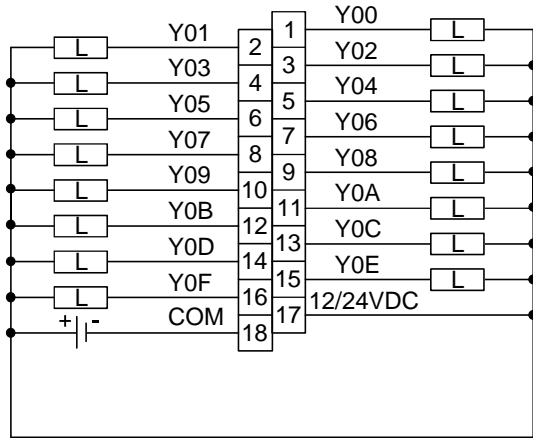 Y00
1 L
Y01
L 2
Y02
3 L
Y03
L 4
Y04
5 L
Y05
L 6
Y06
7 L
Y07
L 8
Y08
9 L
Y09
L 10
Y0A
11 L
Y0B
L 12
Y0C
13 L
Y0D
L 14
Y0E
15 L
Y0F
L 16
12/24VDC
17
COM
+ - 18